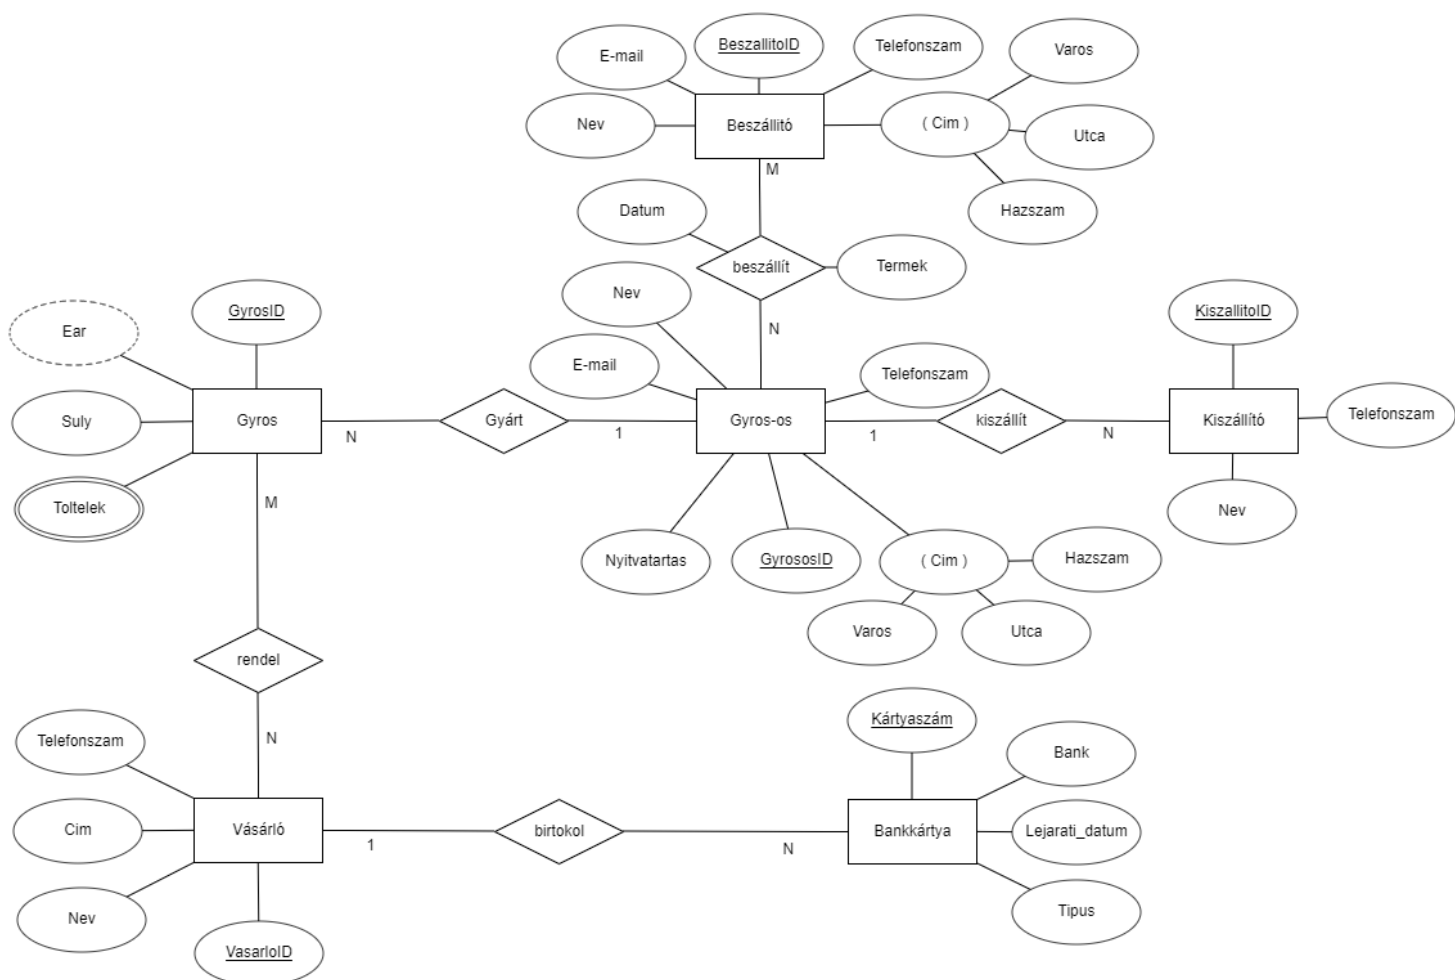 BeszallitoID
Telefonszam
Varos
E-mail
Nev
Beszállító
( Cim )
Utca
M
Hazszam
Datum
beszállít
Termek
Nev
N
GyrosID
KiszallitoID
Ear
E-mail
Telefonszam
Suly
Gyros
N
Gyárt
1
Gyros-os
1
kiszállít
N
Kiszállító
Telefonszam
Toltelek
M
Nev
Nyitvatartas
GyrososID
( Cim )
Hazszam
Varos
Utca
rendel
Kártyaszám
N
Telefonszam
Bank
Cim
Vásárló
1
birtokol
N
Bankkártya
Lejarati_datum
Nev
Tipus
VasarloID